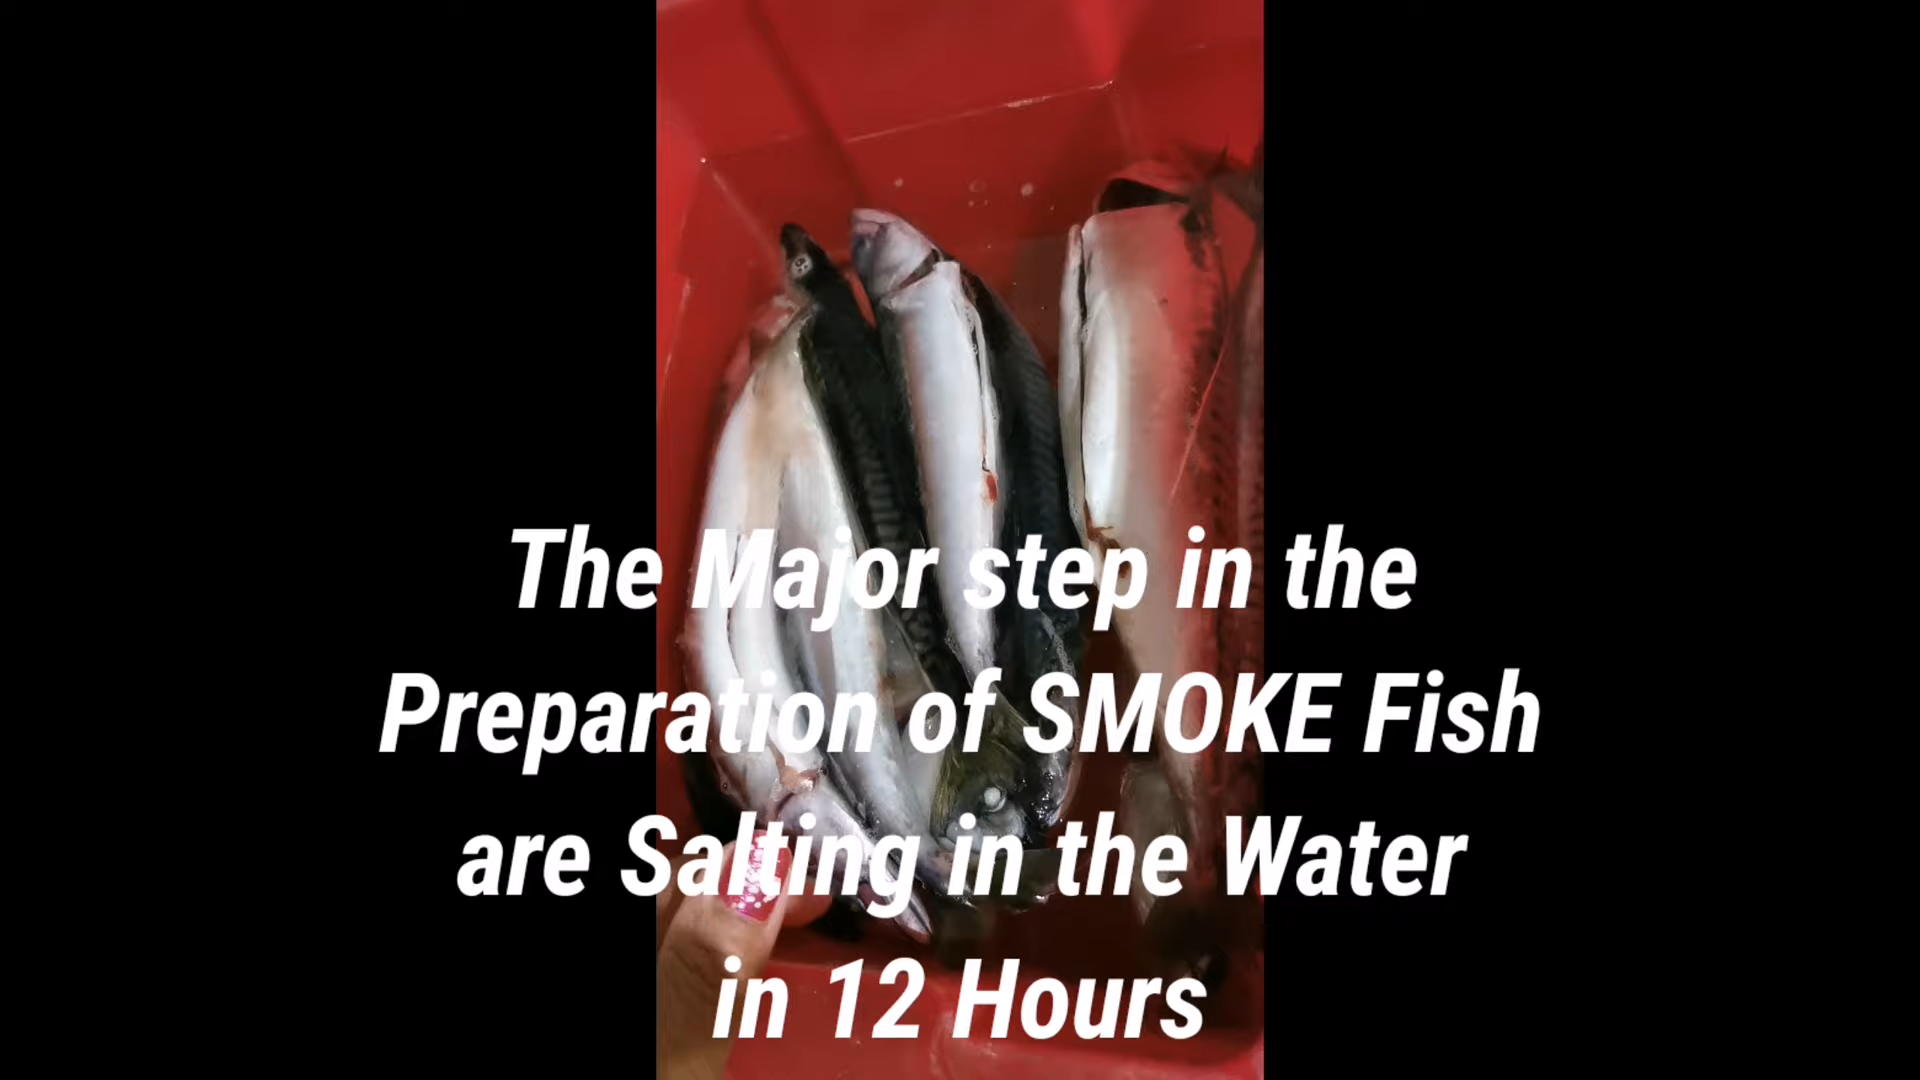 The Major step in the
Preparation of SMOKE Fish
are Salting in the Water
in 12 Hours